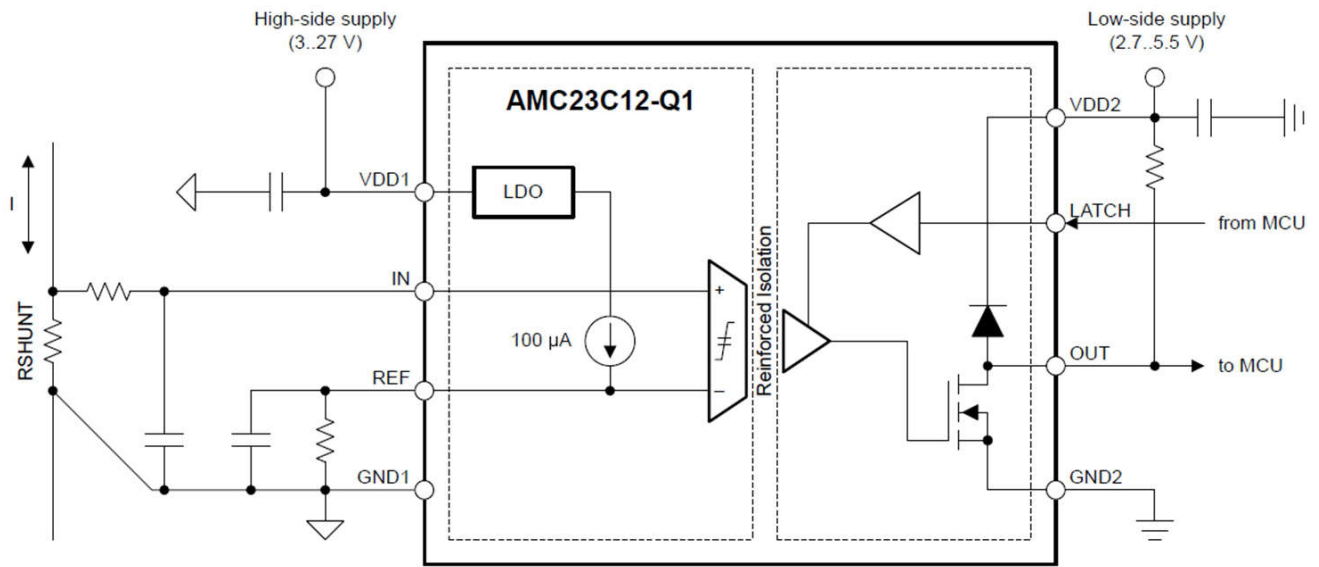 High-side supply
(3..27 V)
Low-side supply
(2.7..5.5 V)
AMC23C12-Q1
VDD2
VDD1
LDO
I
LATCH
from MCU
IN
+
Reinforced Isolation
100 µA
RSHUNT
OUT
to MCU
REF
–
GND1
GND2